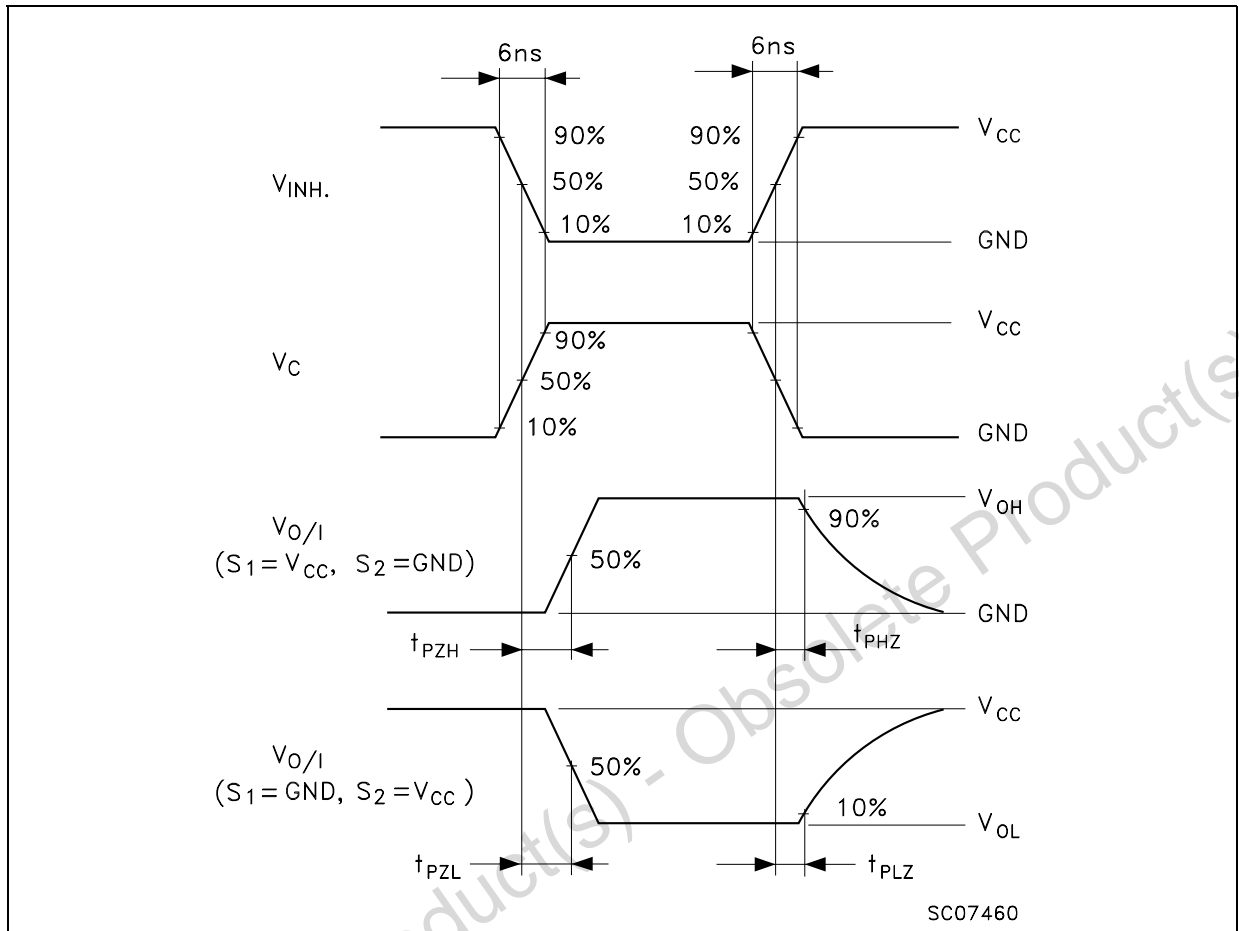 6ns 6ns
90% 90% V_CC
V_INH. 50% 50%
10% 10% GND
V_CC
90%
V_C 50%
10% GND
V_OH
V_O/I 90%
(S_1=V_CC, S_2=GND) 50%
GND
t_PZH t_PHZ
V_CC
V_O/I 50%
(S_1=GND, S_2=V_CC) 10%
V_OL
t_PZL t_PLZ
SC07460
duct(s) - Obsolete Product(s